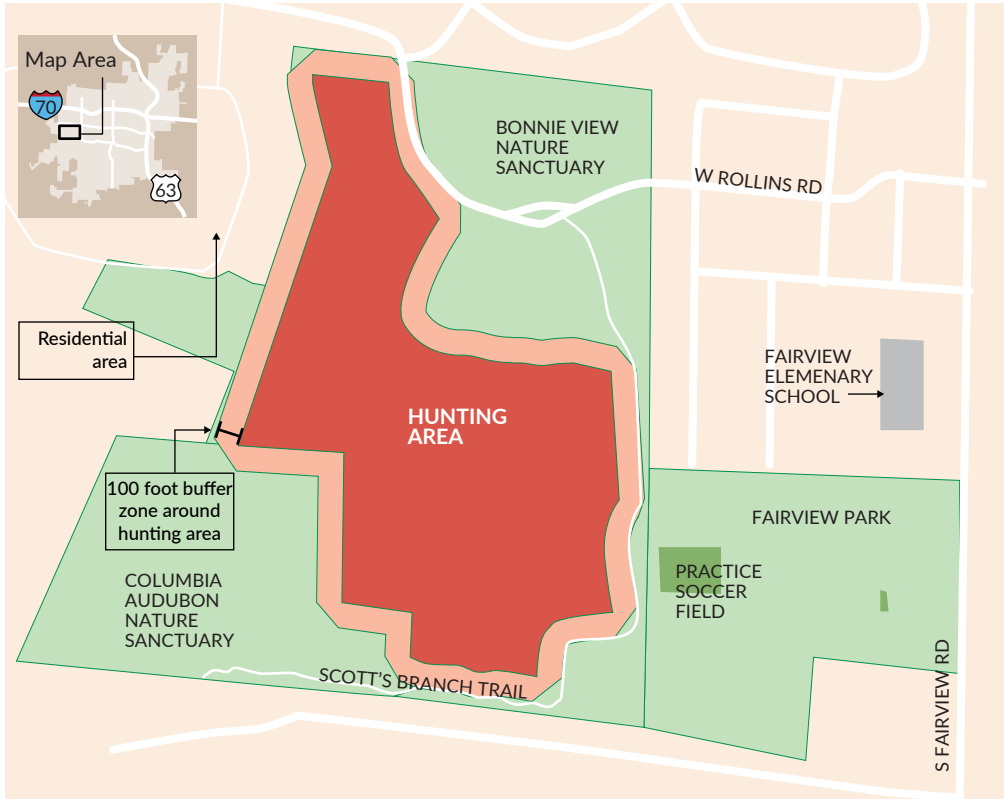 Map Area
70
63
BONNIE VIEW
NATURE
SANCTUARY
W ROLLINS RD
Residential
area
FAIRVIEW
ELEMENARY
SCHOOL
HUNTING
AREA
100 foot buffer
zone around
hunting area
FAIRVIEW PARK
PRACTICE
SOCCER
FIELD
COLUMBIA
AUDUBON
NATURE
SANCTUARY
SCOTT'S BRANCH TRAIL
S FAIRVIEW RD